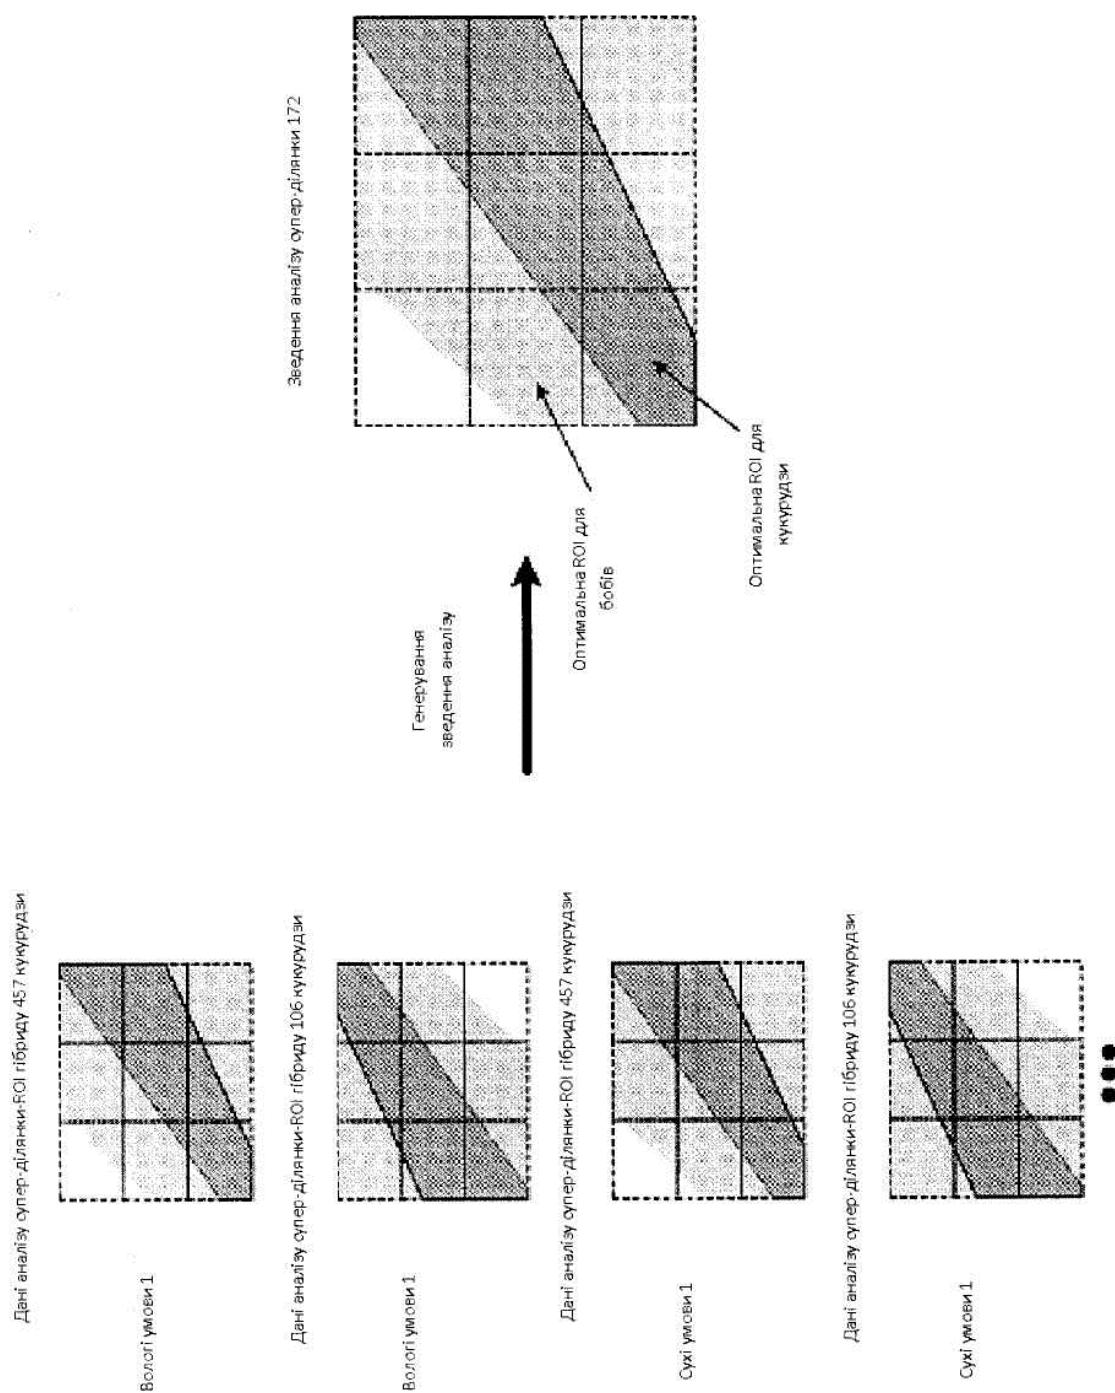 Дані аналізу супер-ділянки-ROI гібриду 457 кукурудзи
Вологі умови 1
Дані аналізу супер-ділянки-ROI гібриду 106 кукурудзи
Вологі умови 1
Дані аналізу супер-ділянки-ROI гібриду 457 кукурудзи
Сухі умови 1
Дані аналізу супер-ділянки-ROI гібриду 106 кукурудзи
Сухі умови 1
Генерування
зведення аналізу
Зведення аналізу супер-ділянки 172
Оптимальна ROI для
бобів
Оптимальна ROI для
кукурудзи